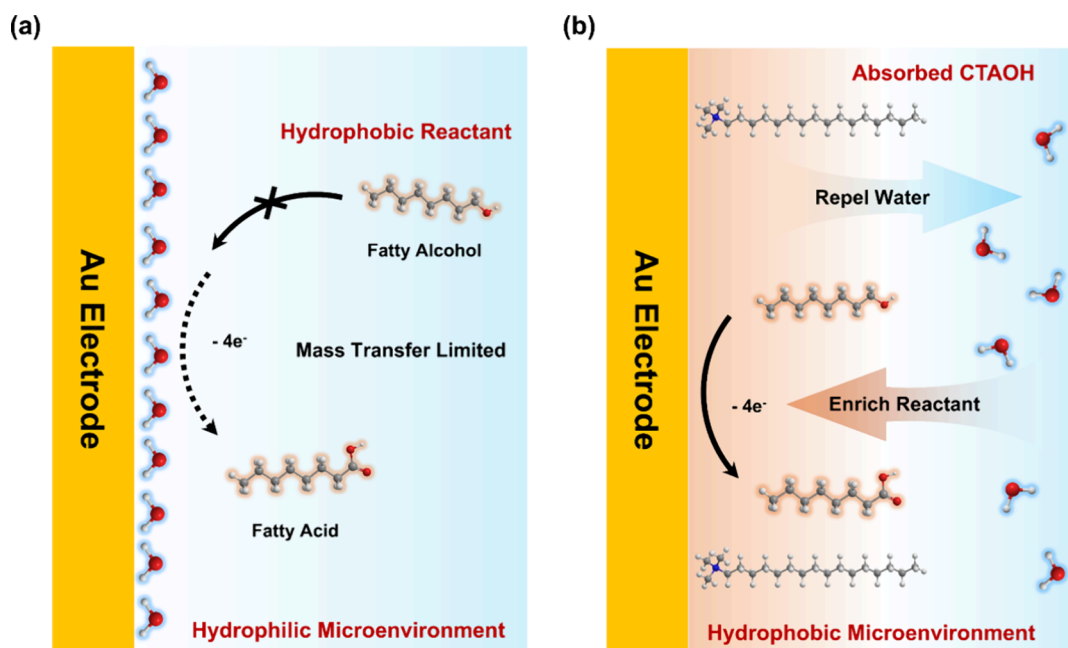 (a)
Au Electrode
Hydrophobic Reactant
Fatty Alcohol
- 4e-
Mass Transfer Limited
Fatty Acid
Hydrophilic Microenvironment
(b)
Au Electrode
Absorbed CTAOH
Repel Water
- 4e-
Enrich Reactant
Hydrophobic Microenvironment